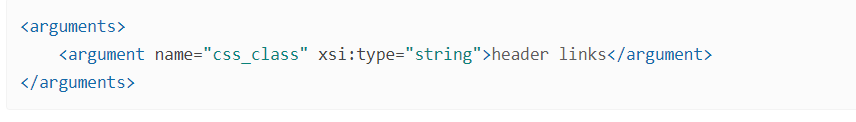 <arguments>
    <argument name="css_class" xsi:type="string">header links</argument>
</arguments>